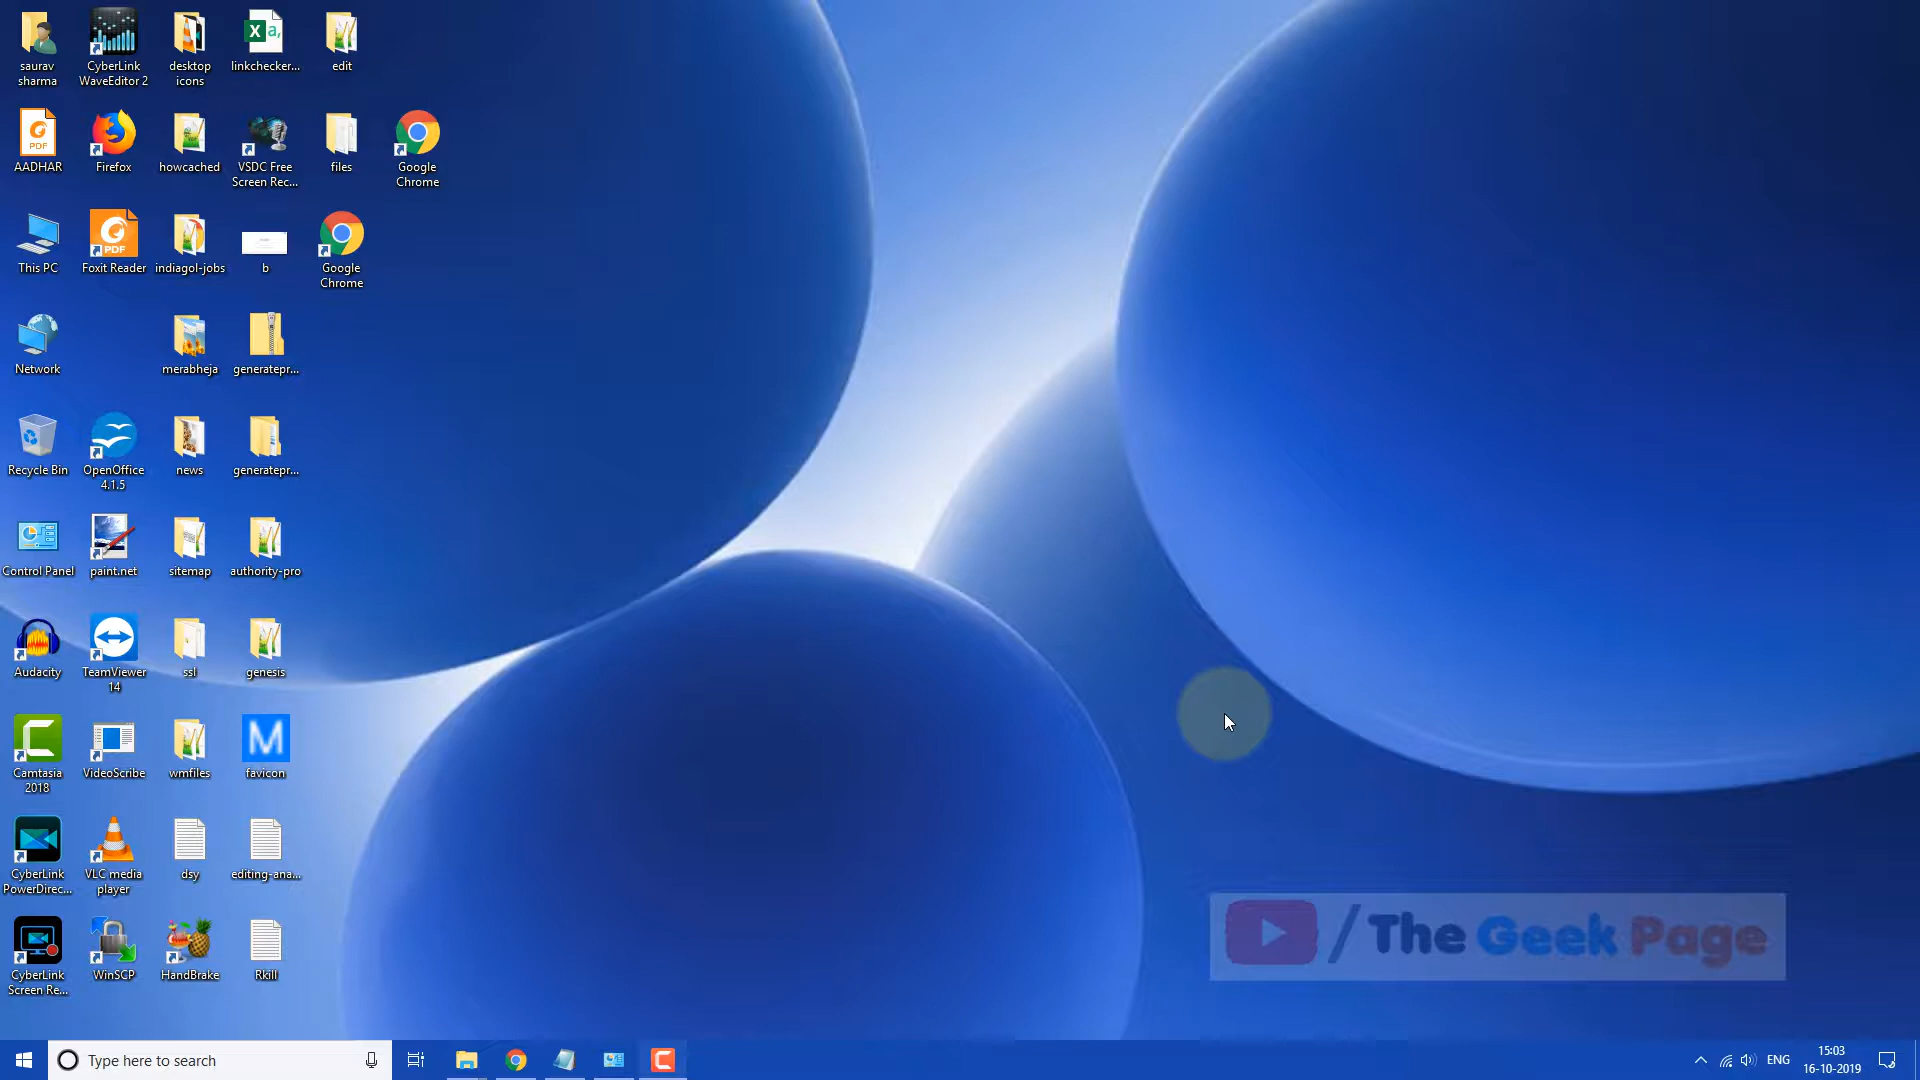 saurav
sharma
CyberLink
WaveEditor 2
desktop
icons
linkchecker...
edit
AADHAR
Firefox
howcached
VSDC Free
Screen Rec...
files
Google
Chrome
This PC
Foxit Reader
indiagol-jobs
b
Google
Chrome
Network
merabheja
generatepr...
Recycle Bin
OpenOffice
4.1.5
news
generatepr...
Control Panel
paint.net
sitemap
authority-pro
Audacity
TeamViewer
14
ssl
genesis
Camtasia
2018
VideoScribe
wmfiles
M
favicon
CyberLink
PowerDirec...
VLC media
player
dsy
editing-ana...
CyberLink
Screen Re...
WinSCP
HandBrake
Rkill
/The Geek Page
Type here to search
ENG
15:03
16-10-2019